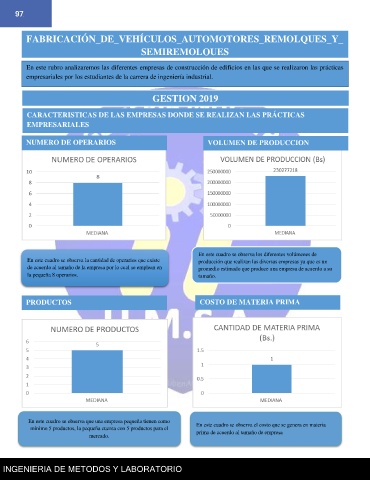 97
FABRICACIÓN_DE_VEHÍCULOS_AUTOMOTORES_REMOLQUES_Y_
SEMIREMOLQUES
En este rubro analizaremos las diferentes empresas de construcción de edificios en las que se realizaron las prácticas
empresariales por los estudiantes de la carrera de ingeniería industrial.
GESTION 2019
CARACTERISTICAS DE LAS EMPRESAS DONDE SE REALIZAN LAS PRÁCTICAS
EMPRESARIALES
NUMERO DE OPERARIOS
VOLUMEN DE PRODUCCION
NUMERO DE OPERARIOS
10
8
8
6
4
2
0
MEDIANA
VOLUMEN DE PRODUCCION (Bs)
250000000
230277218
200000000
150000000
100000000
50000000
0
MEDIANA
En este cuadro se observa la cantidad de operarios que existe
de acuerdo al tamaño de la empresa por lo cual se emplean en
la pequeña 8 operarios.
En este cuadro se observa los diferentes volúmenes de
producción que realizan las diversas empresas ya que es un
promedio estimado que produce una empresa de acuerdo a su
tamaño.
PRODUCTOS
COSTO DE MATERIA PRIMA
NUMERO DE PRODUCTOS
6
5
5
4
3
2
1
0
MEDIANA
CANTIDAD DE MATERIA PRIMA
(Bs.)
1.5
1
1
0.5
0
MEDIANA
En este cuadro se observa que una empresa pequeña tienen como
mínimo 5 productos, la pequeña cuenta con 5 productos para el
mercado.
En este cuadro se observa el costo que se genera en materia
prima de acuerdo al tamaño de empresa
INGENIERIA DE METODOS Y LABORATORIO